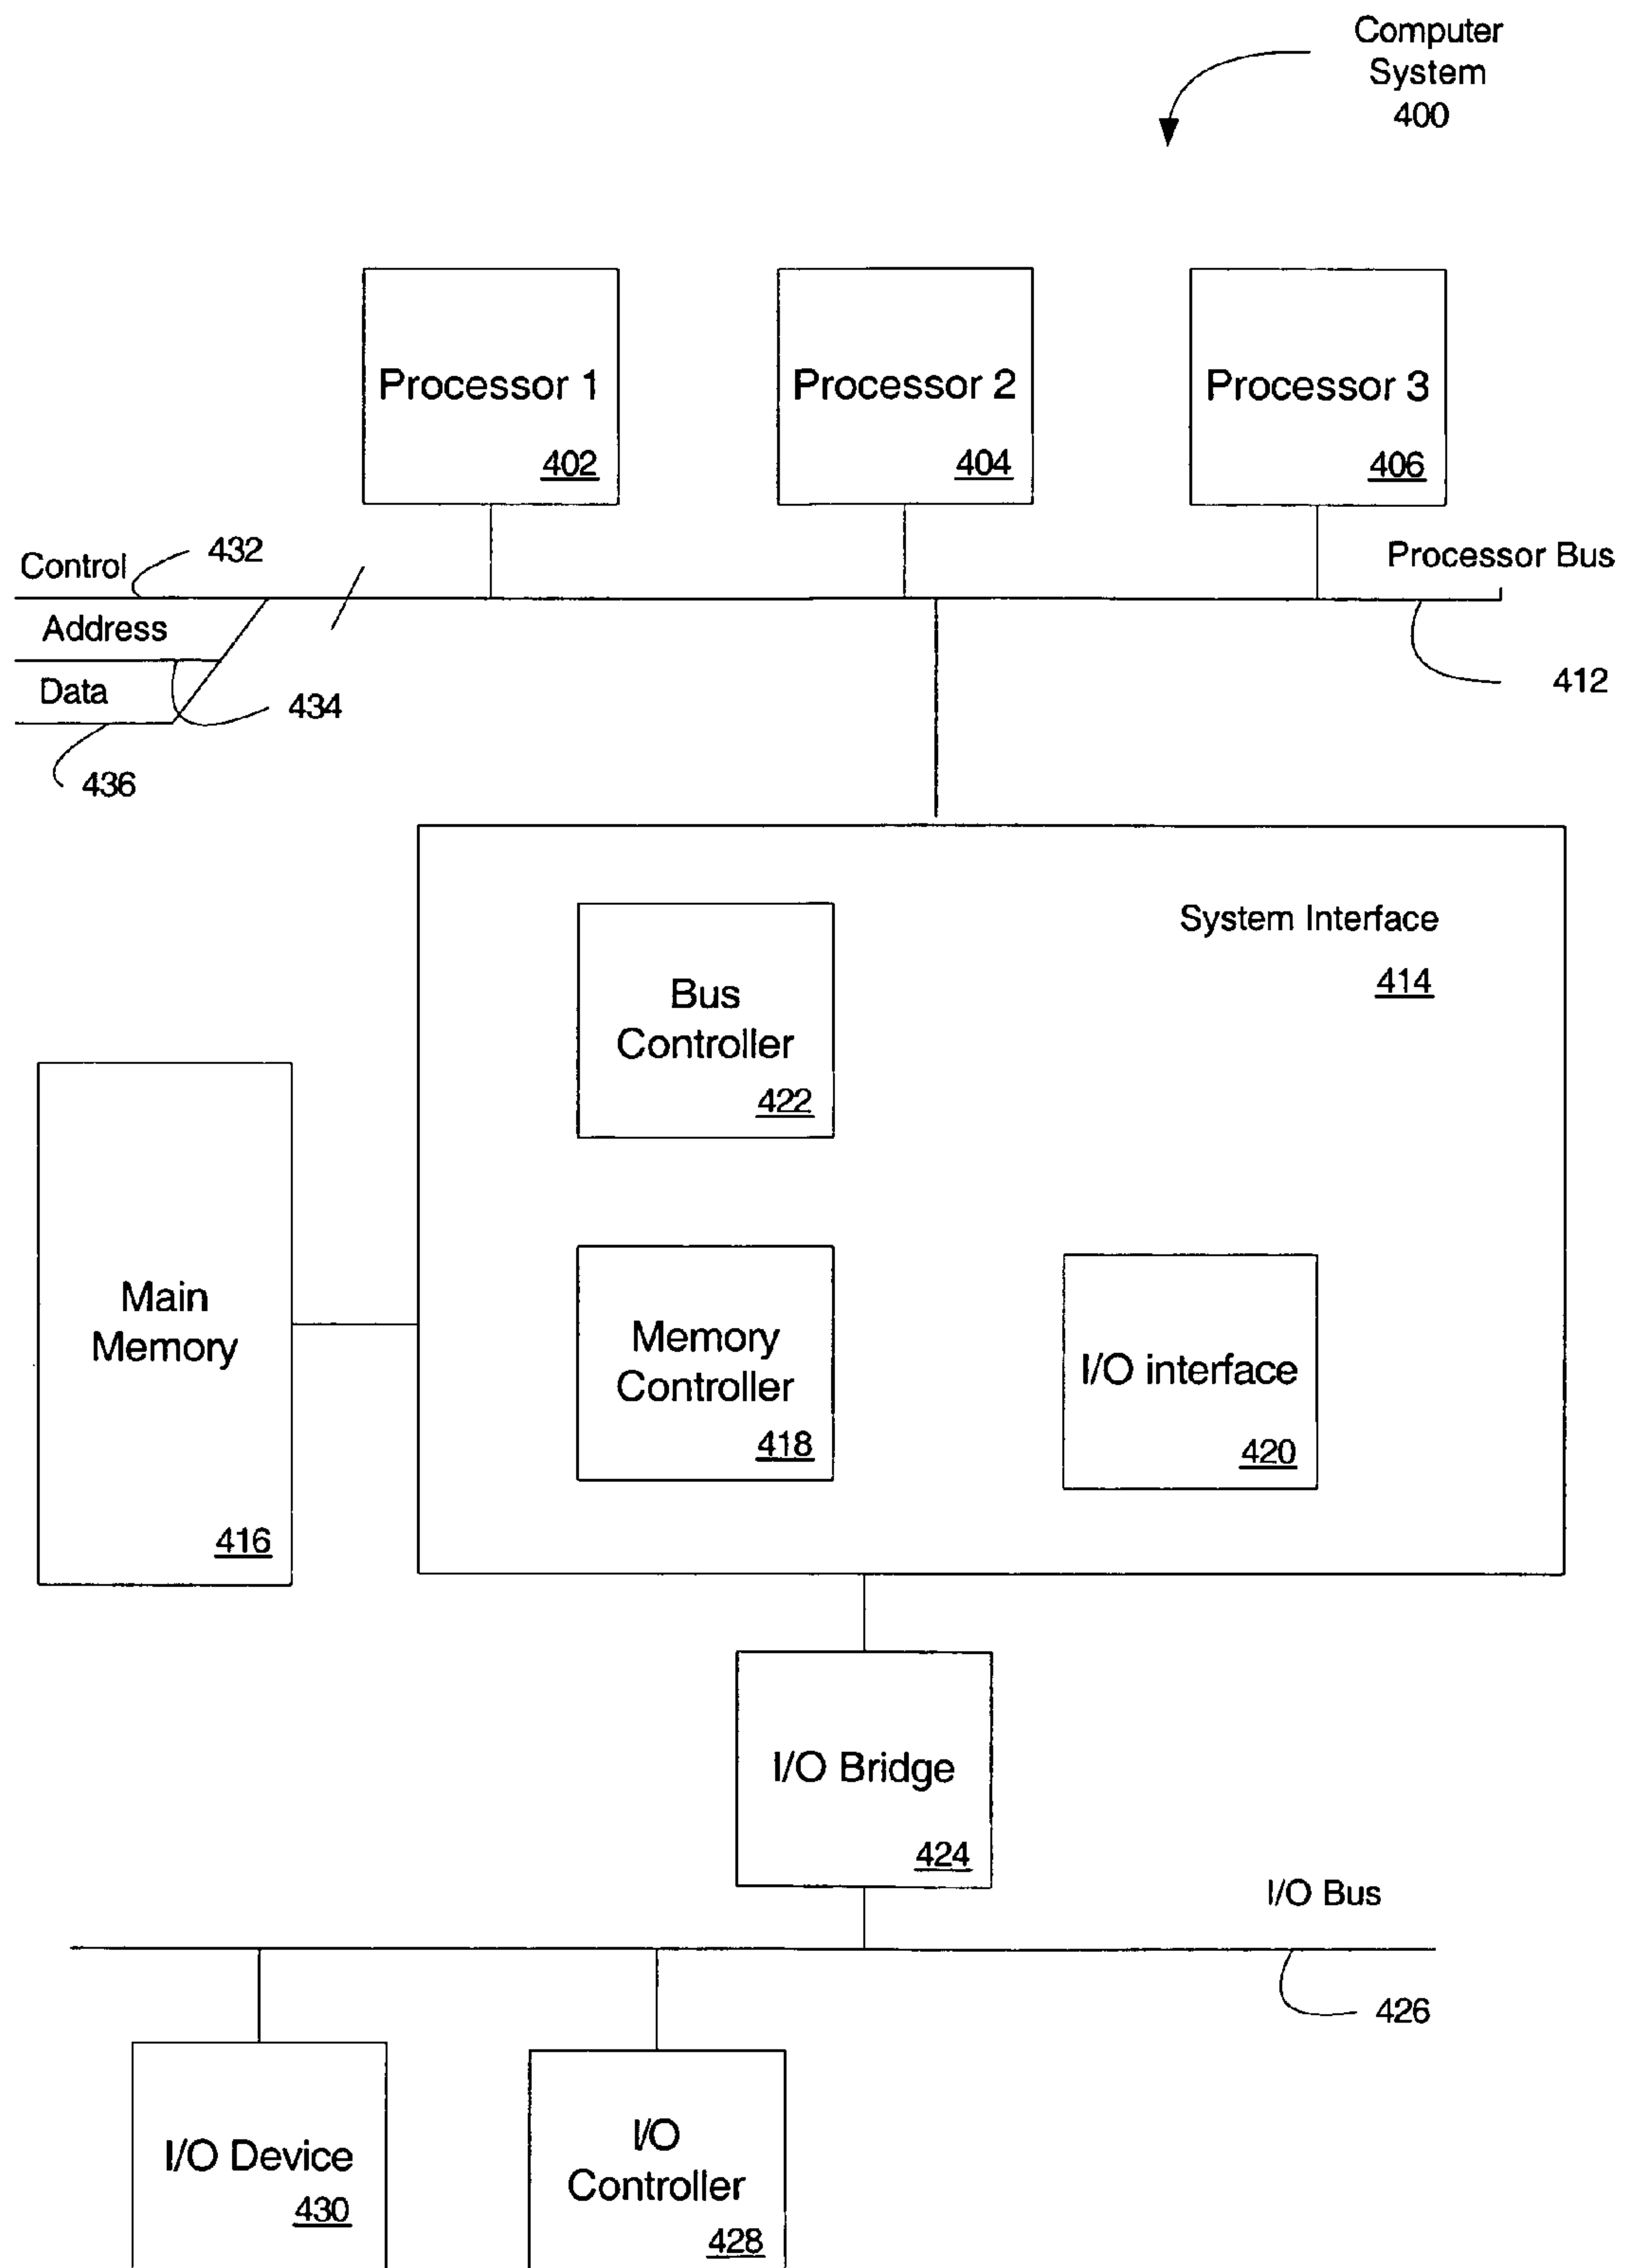 Computer
System
400
Processor 1
402
Processor 2
404
Processor 3
406
Control
432
Processor Bus
Address
412
Data
434
436
System Interface
414
Bus
Controller
422
Main
Memory
416
Memory
Controller
418
I/O interface
420
I/O Bridge
424
I/O Bus
426
I/O Device
430
I/O
Controller
428